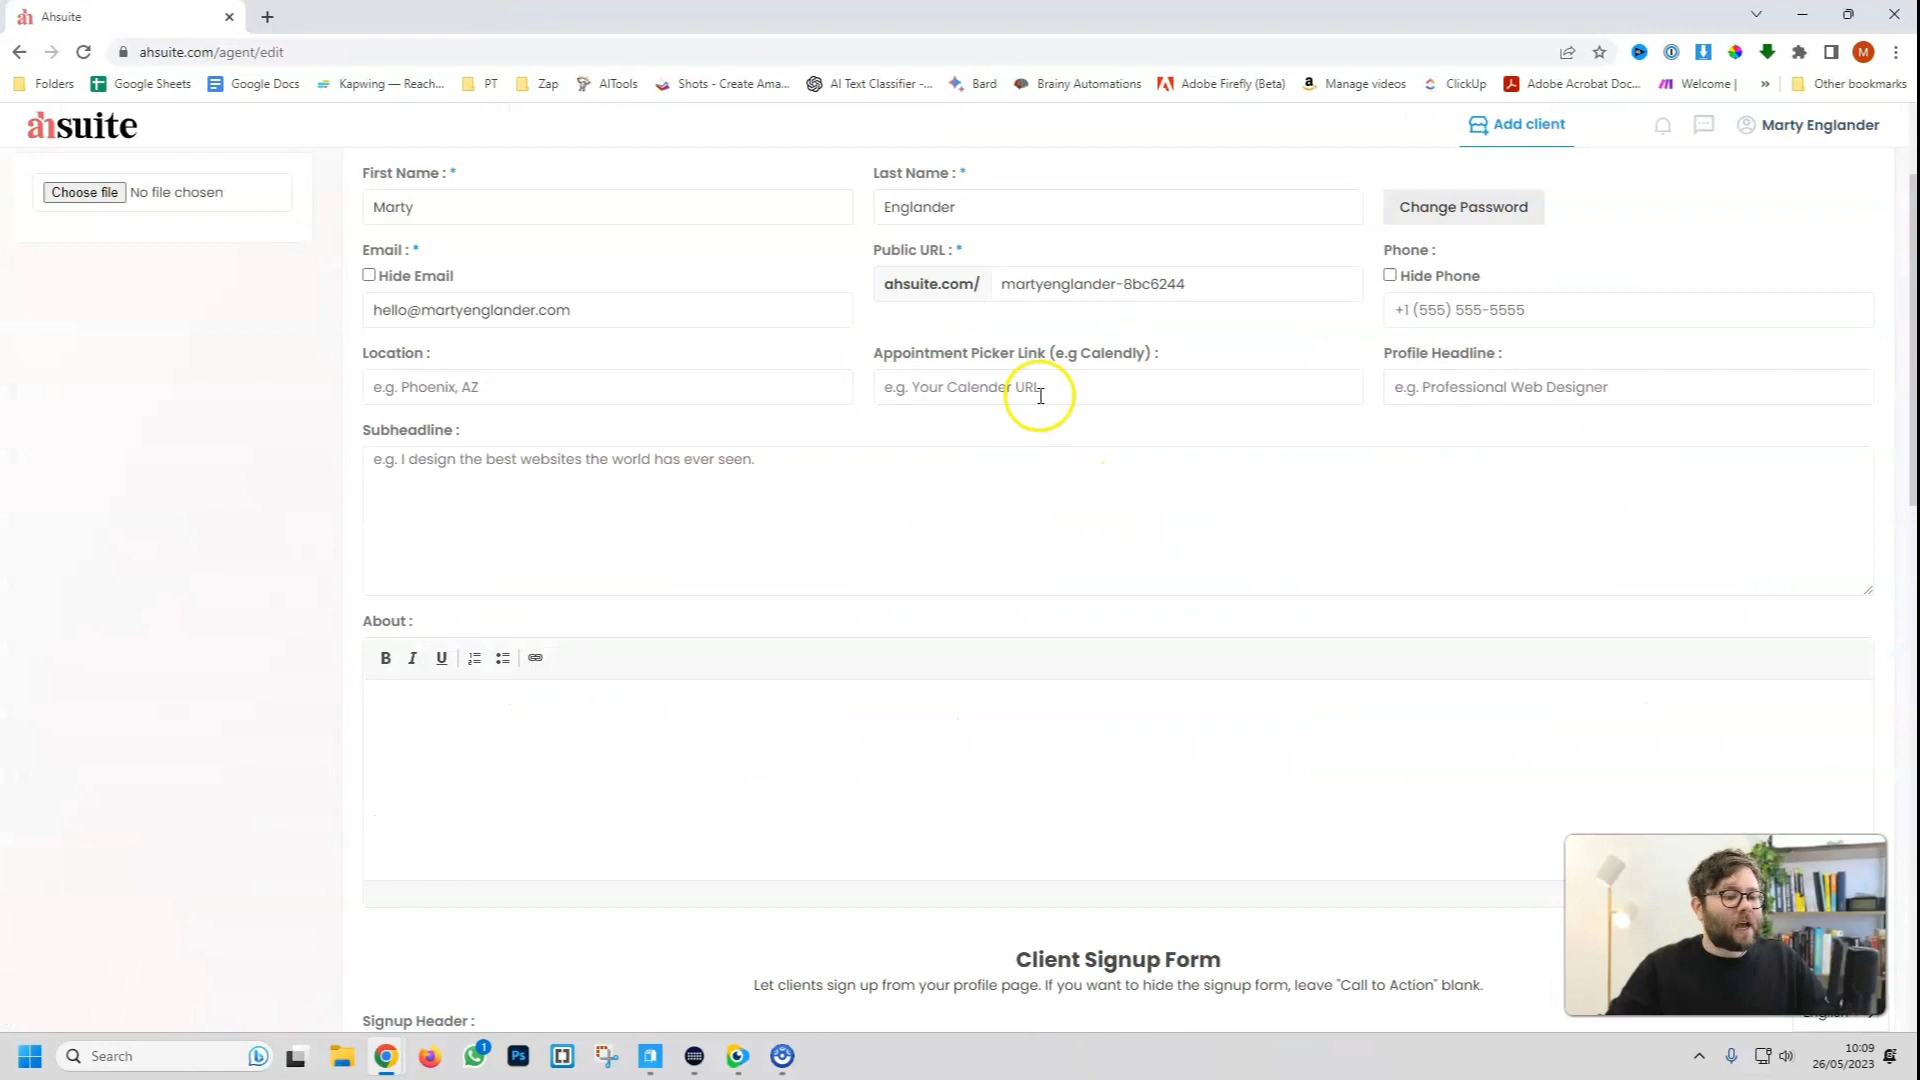 Ahsuite
ahsuite.com/agent/edit
M
Folders Google Sheets Google Docs Kapwing — Reach... PT Zap AITools Shots - Create Ama... AI Text Classifier -... Bard Brainy Automations Adobe Firefly (Beta) Manage videos ClickUp Adobe Acrobat Doc... Welcome | » Other bookmarks
ahsuite Add client Marty Englander
Choose file No file chosen
First Name : * Last Name : *
Marty Englander Change Password
Email : * Public URL : * Phone :
Hide Email Hide Phone
ahsuite.com/ martyenglander-8bc6244
hello@martyenglander.com +1 (555) 555-5555
Location : Appointment Picker Link (e.g Calendly) : Profile Headline :
e.g. Phoenix, AZ e.g. Your Calender URL e.g. Professional Web Designer
Subheadline :
e.g. I design the best websites the world has ever seen.
About :
B I U
Client Signup Form
Let clients sign up from your profile page. If you want to hide the signup form, leave "Call to Action" blank.
Signup Header :
English
Search 1 Ps 10:09
26/05/2023